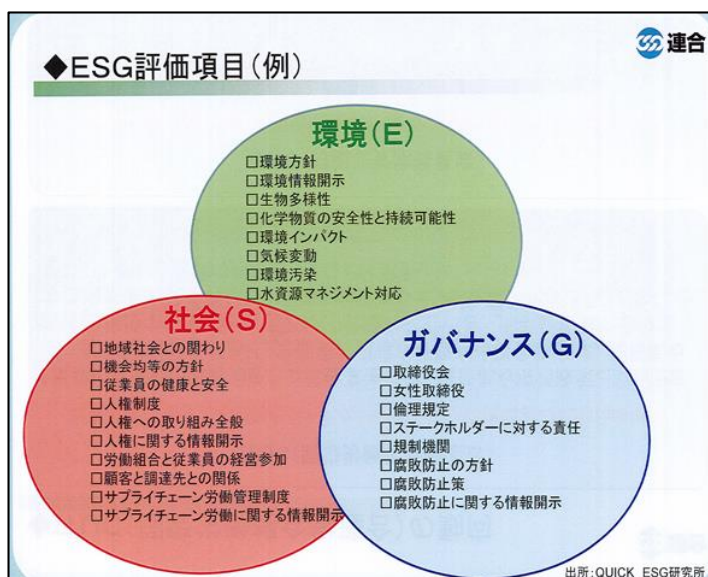 連合
◆ESG評価項目(例)
環境(E)
□環境方針
□環境情報開示
□生物多様性
□化学物質の安全性と持続可能性
□環境インパクト
□気候変動
□環境汚染
□水資源マネジメント対応
社会(S)
□地域社会との関わり
□機会均等の方針
□従業員の健康と安全
□人権制度
□人権への取り組み全般
□人権に関する情報開示
□労働組合と従業員の経営参加
□顧客と調達先との関係
□サプライチェーン労働管理制度
□サプライチェーン労働に関する情報開示
ガバナンス(G)
□取締役会
□女性取締役
□倫理規定
□ステークホルダーに対する責任
□規制機関
□腐敗防止の方針
□腐敗防止策
□腐敗防止に関する情報開示
出所:QUICK ESG研究所